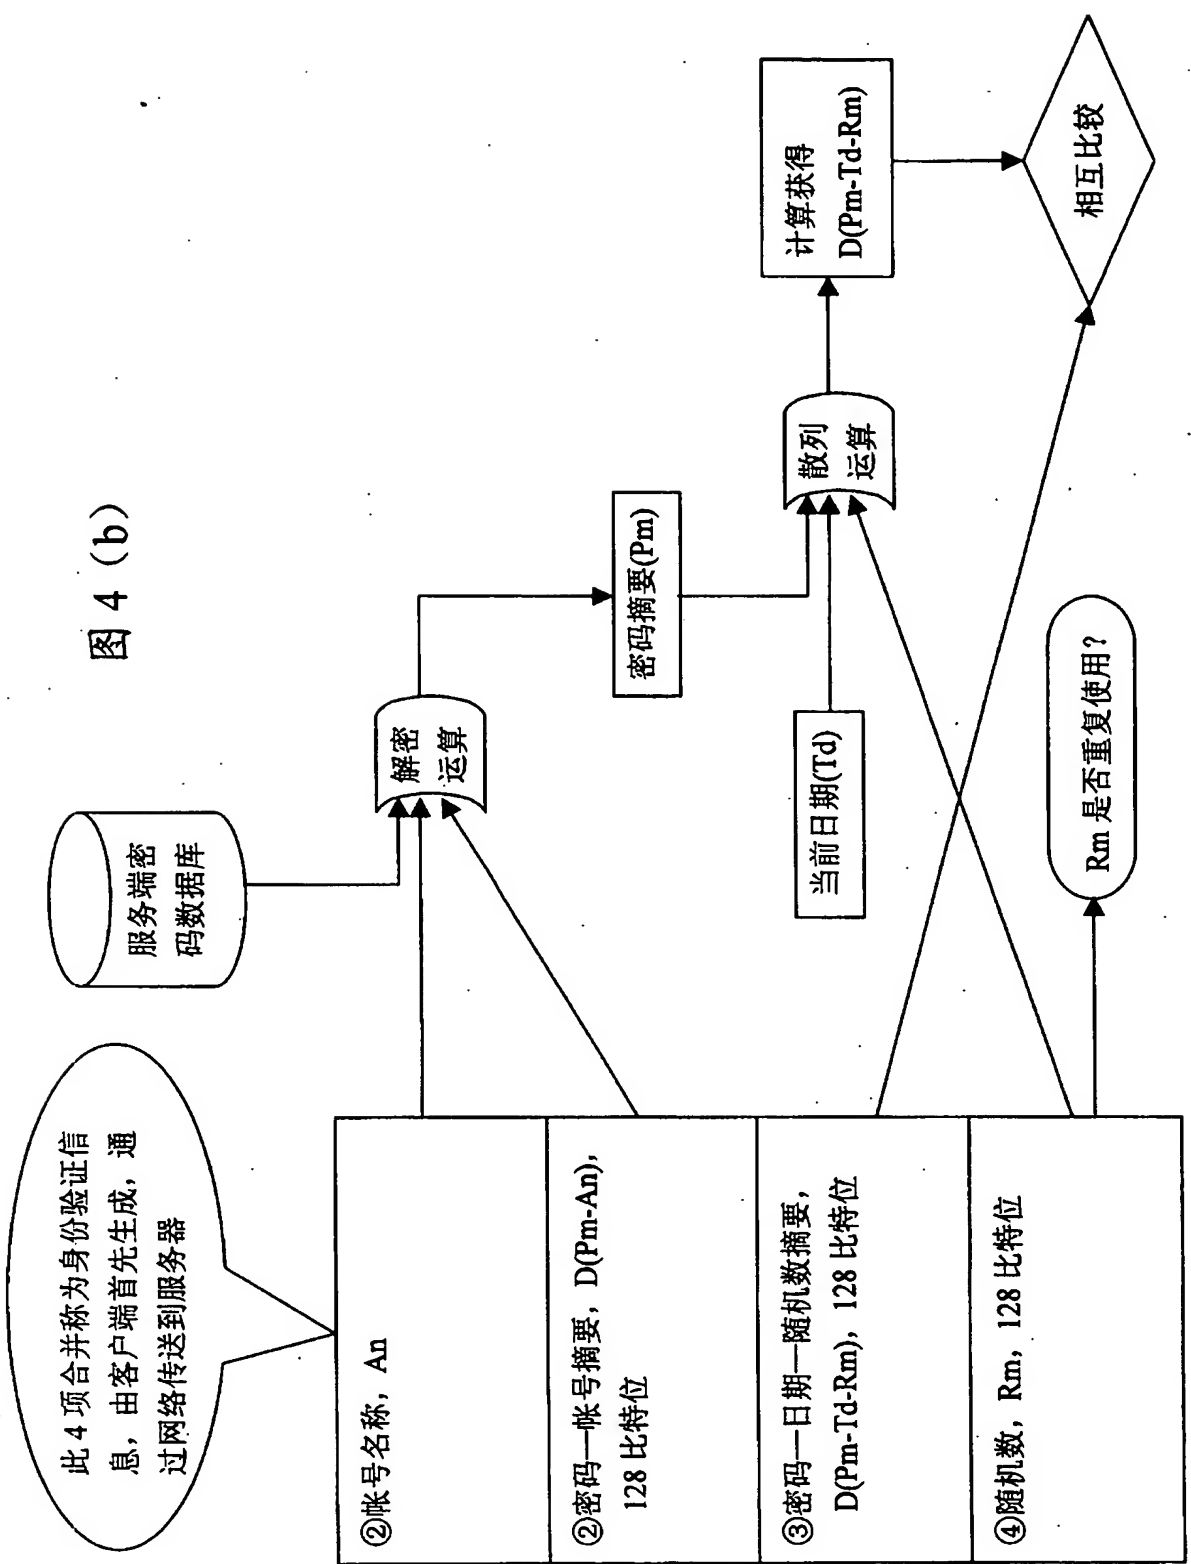 图 4（b）
此 4 项合并称为身份验证信
息，由客户端首先生成，通
过网络传送到服务器
服务端密
码数据库
②帐号名称，An
②密码—帐号摘要，D(Pm-An)，
128 比特位
③密码—日期—随机数摘要，
D(Pm-Td-Rm)，128 比特位
④随机数，Rm，128 比特位
解密
运算
密码摘要(Pm)
当前日期(Td)
散列
运算
计算获得
D(Pm-Td-Rm)
Rm 是否重复使用？
相互比较